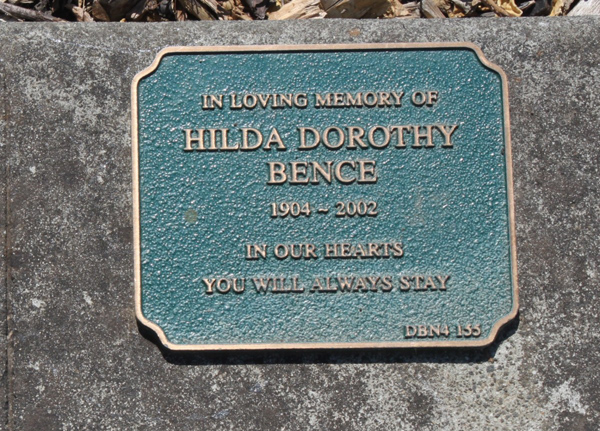 IN LOVING MEMORY OF
HILDA DOROTHY
BENCE
1904 ~ 2002
IN OUR HEARTS
YOU WILL ALWAYS STAY
DBN4 155